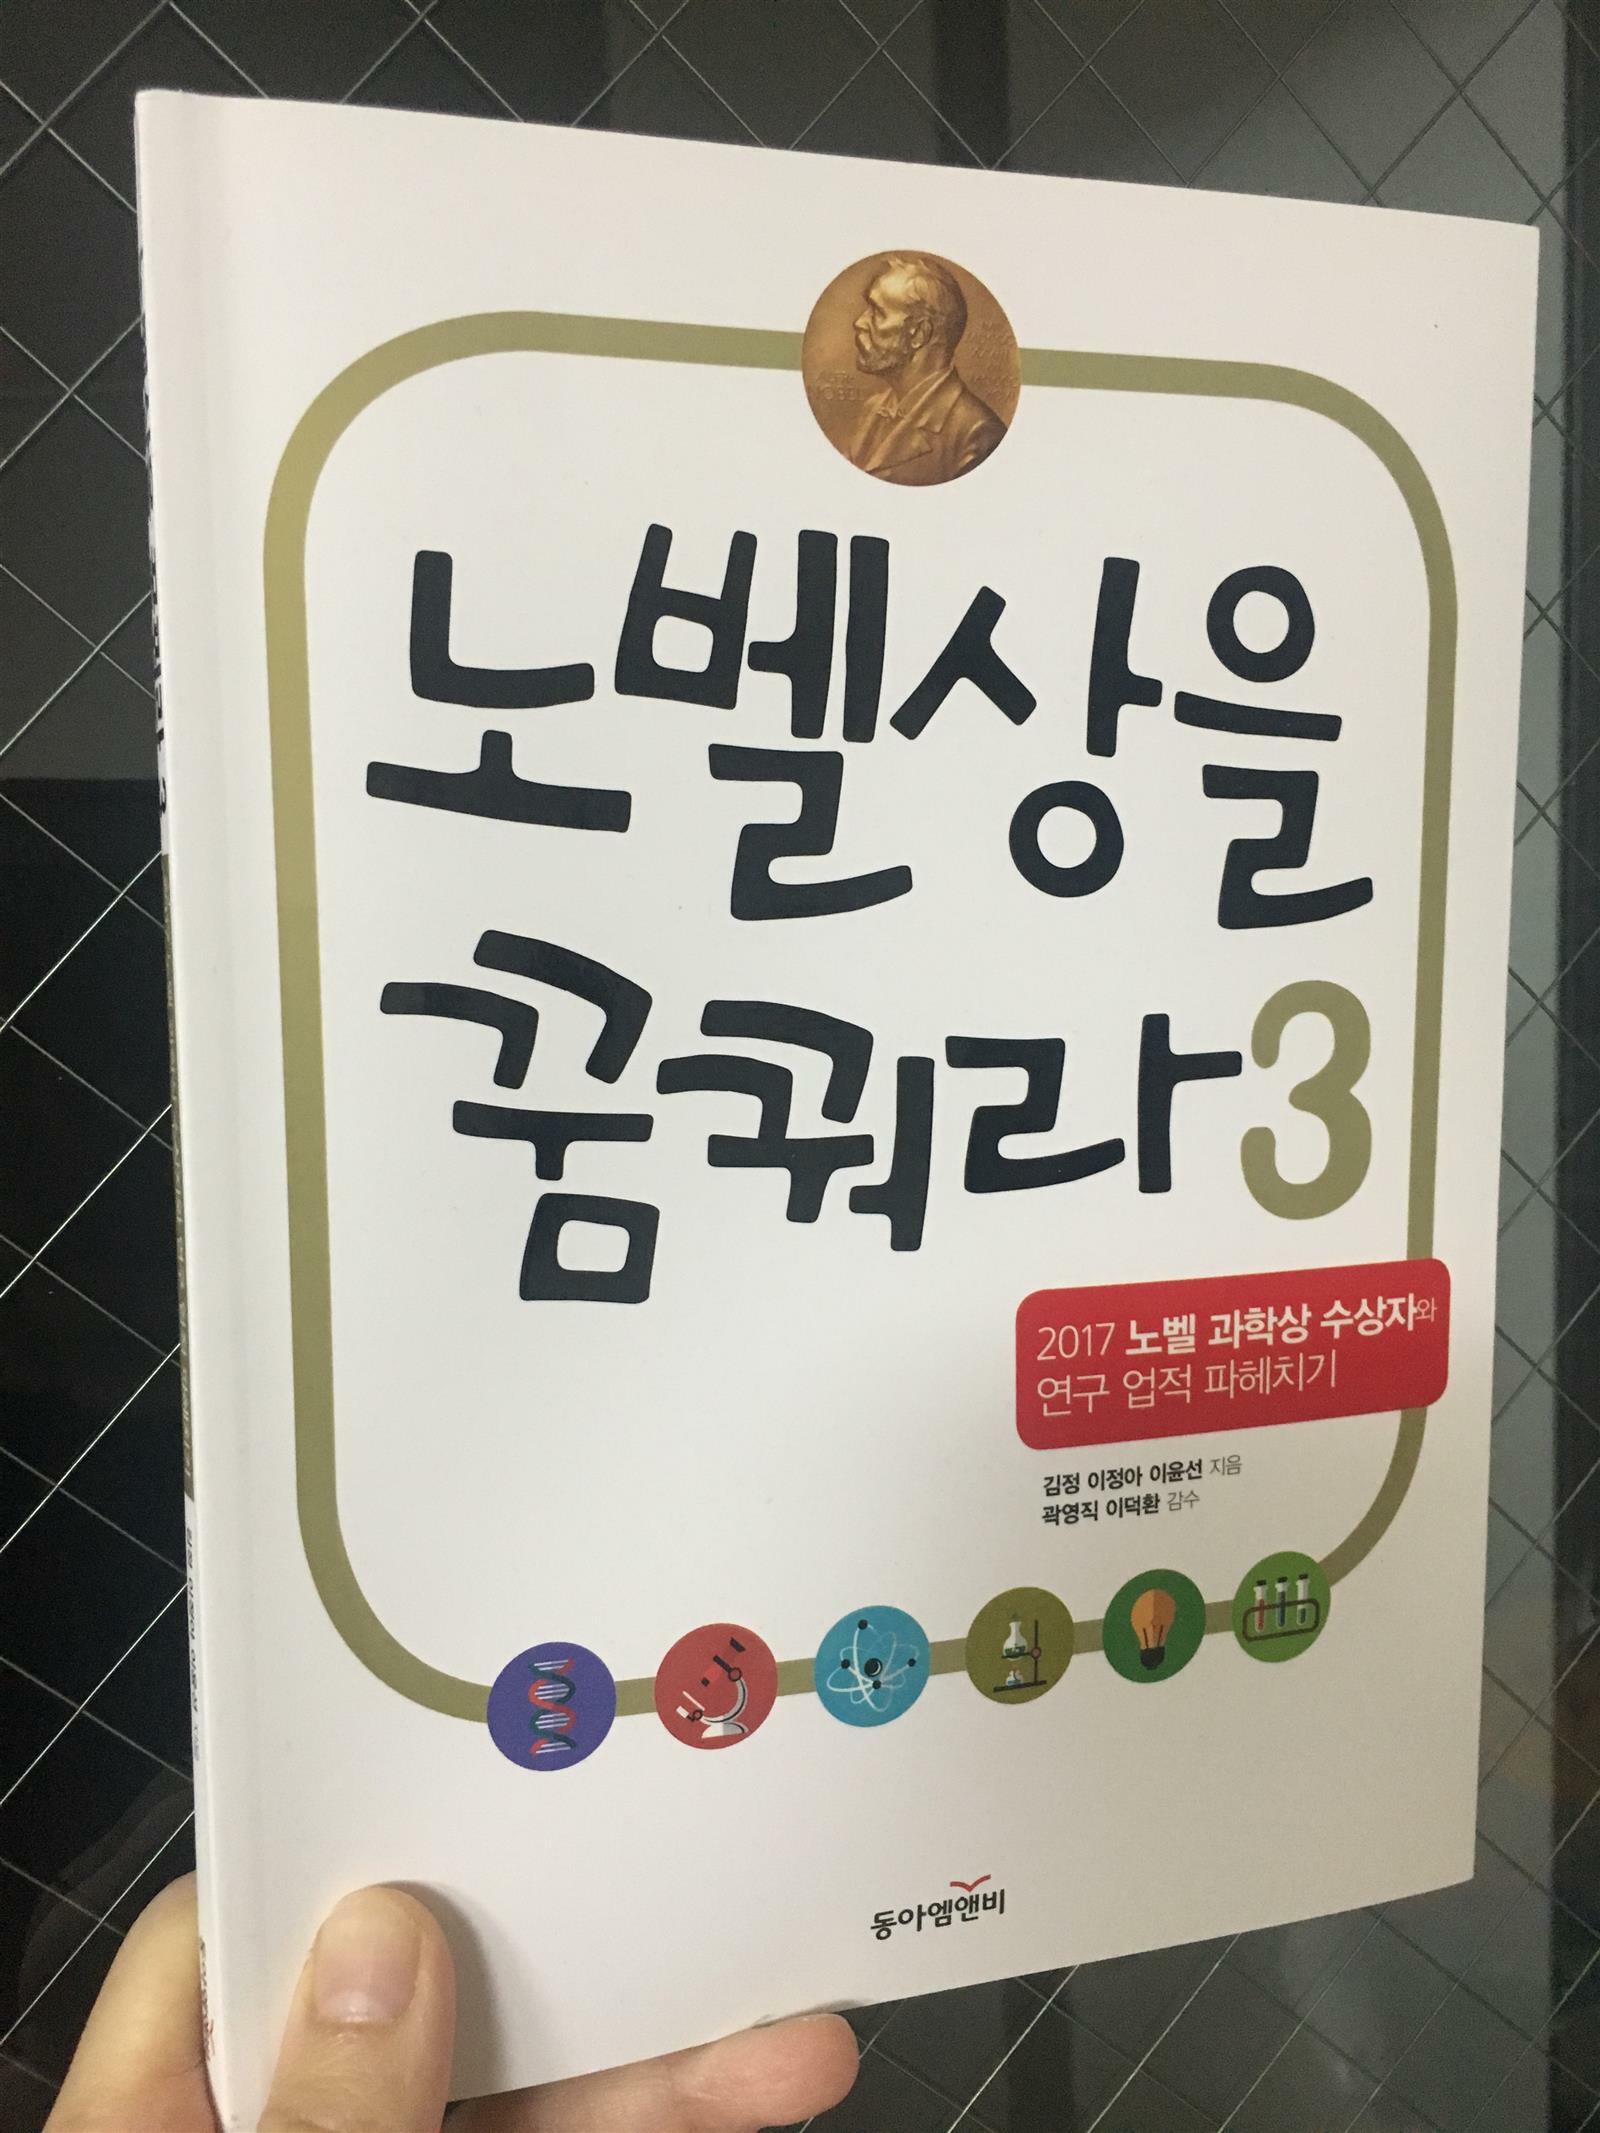 노벨상을
꿈꿔라3
2017 노벨 과학상 수상자와
연구 업적 파헤치기
김정 이정아 이윤선 지음
곽영직 이덕환 감수
동아엠앤비